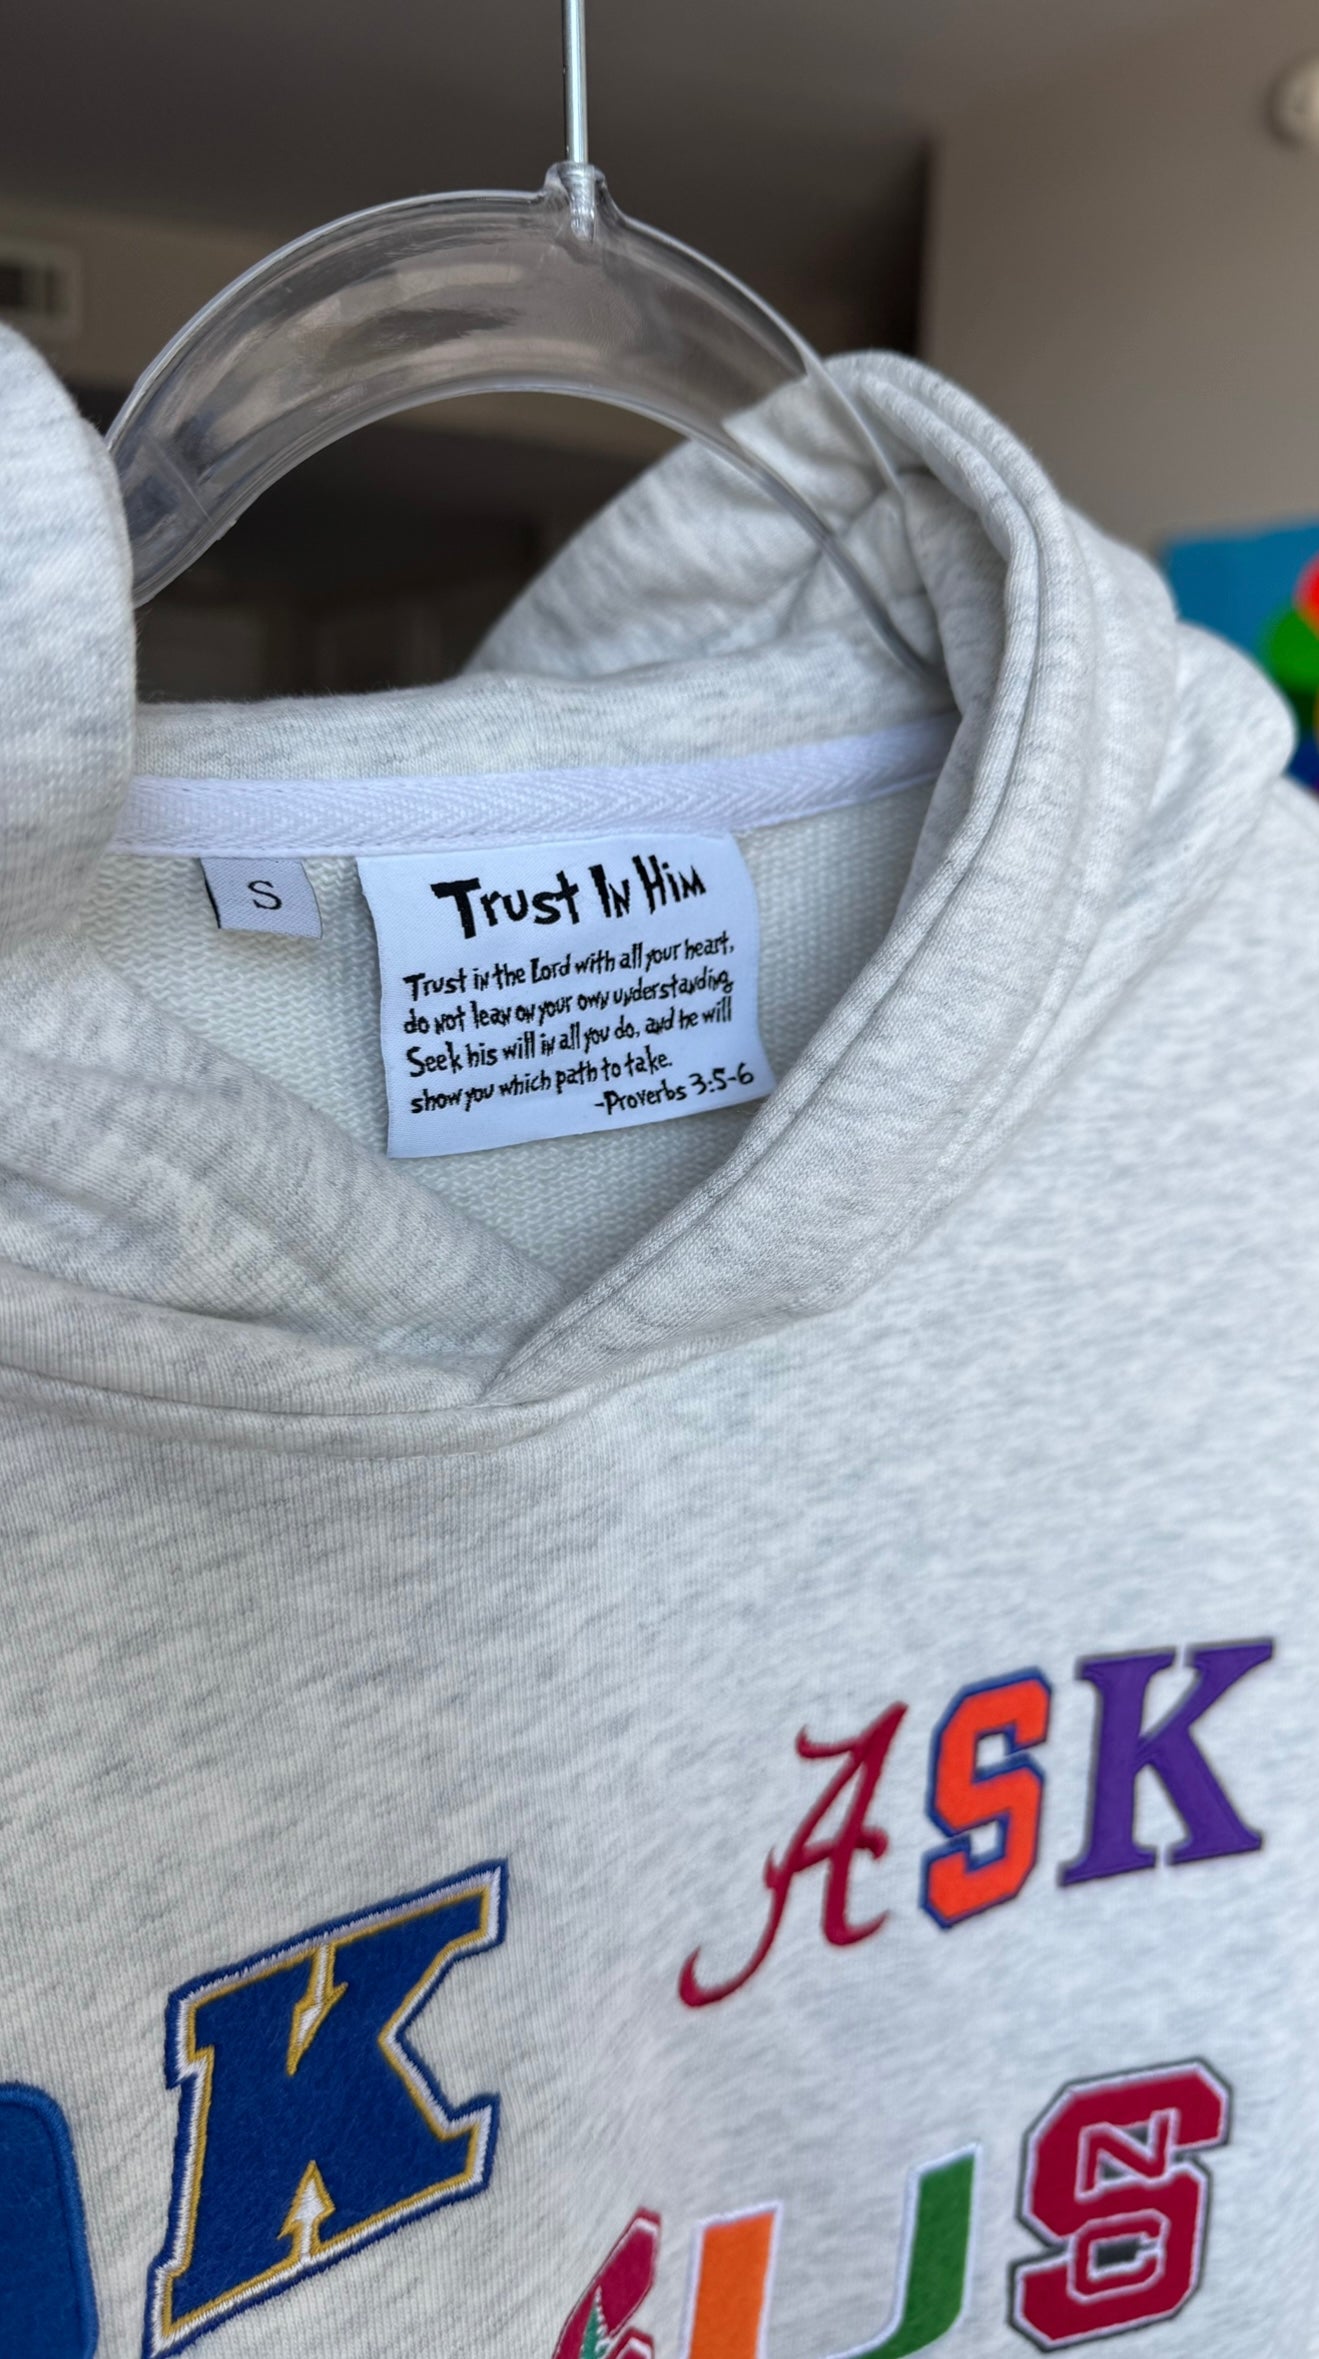 S
Trust In Him
Trust in the Lord with all your heart,
do not lean on your own understanding.
Seek his will in all you do, and he will
show you which path to take.
-Proverbs 3:5-6
ASK
K
S U S
NC